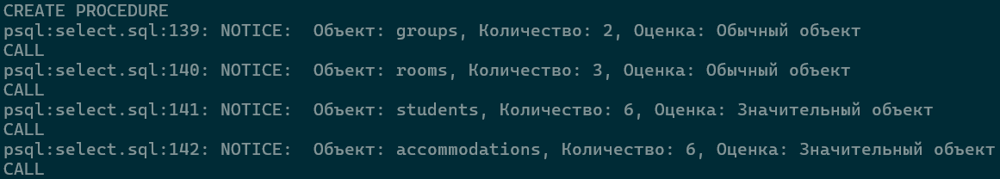 CREATE PROCEDURE
psql:select.sql:139: NOTICE:  Объект: groups, Количество: 2, Оценка: Обычный объект
CALL
psql:select.sql:140: NOTICE:  Объект: rooms, Количество: 3, Оценка: Обычный объект
CALL
psql:select.sql:141: NOTICE:  Объект: students, Количество: 6, Оценка: Значительный объект
CALL
psql:select.sql:142: NOTICE:  Объект: accommodations, Количество: 6, Оценка: Значительный объект
CALL